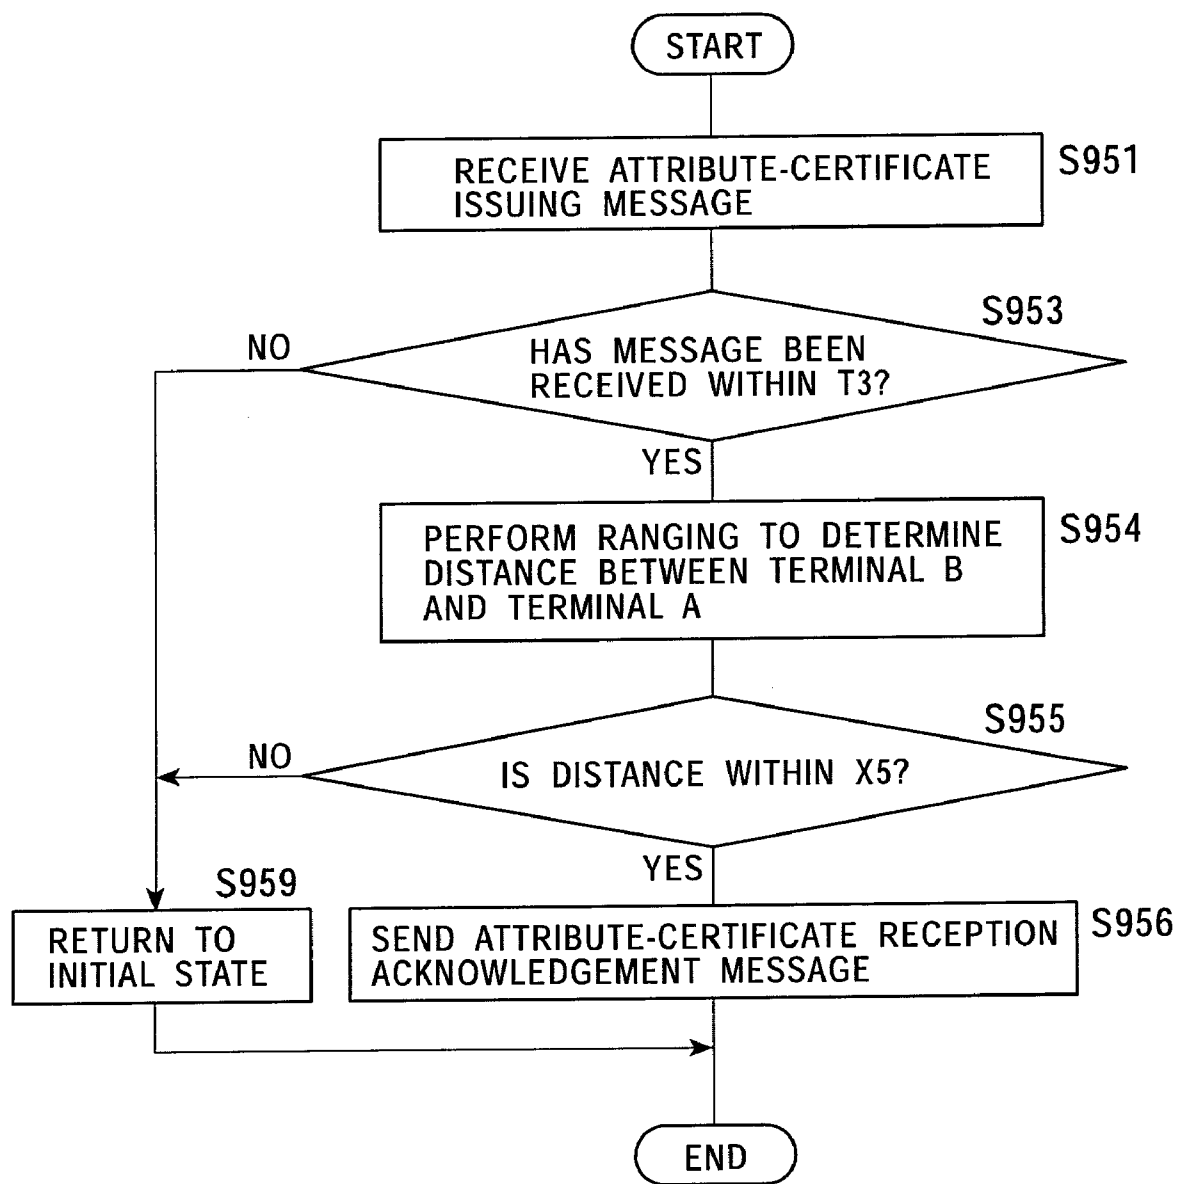 START
RECEIVE ATTRIBUTE-CERTIFICATE
ISSUING MESSAGE
S951
S953
NO
HAS MESSAGE BEEN
RECEIVED WITHIN T3?
YES
PERFORM RANGING TO DETERMINE
DISTANCE BETWEEN TERMINAL B
AND TERMINAL A
S954
S955
NO
IS DISTANCE WITHIN X5?
YES
S959
RETURN TO
INITIAL STATE
SEND ATTRIBUTE-CERTIFICATE RECEPTION
ACKNOWLEDGEMENT MESSAGE
S956
END